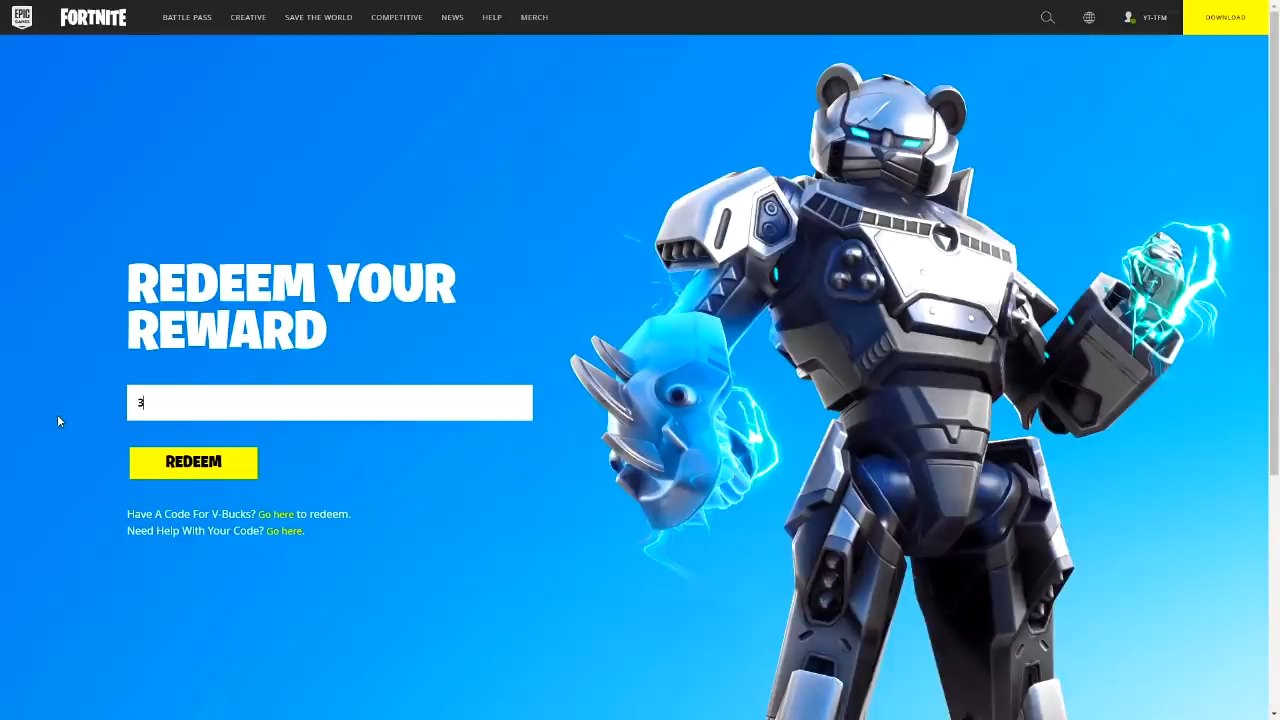 EPIC GAMES
FORTNITE BATTLE PASS CREATIVE SAVE THE WORLD COMPETITIVE NEWS HELP MERCH YT-TFM DOWNLOAD
REDEEM YOUR
REWARD
3
REDEEM
Have A Code For V-Bucks? Go here to redeem.
Need Help With Your Code? Go here.